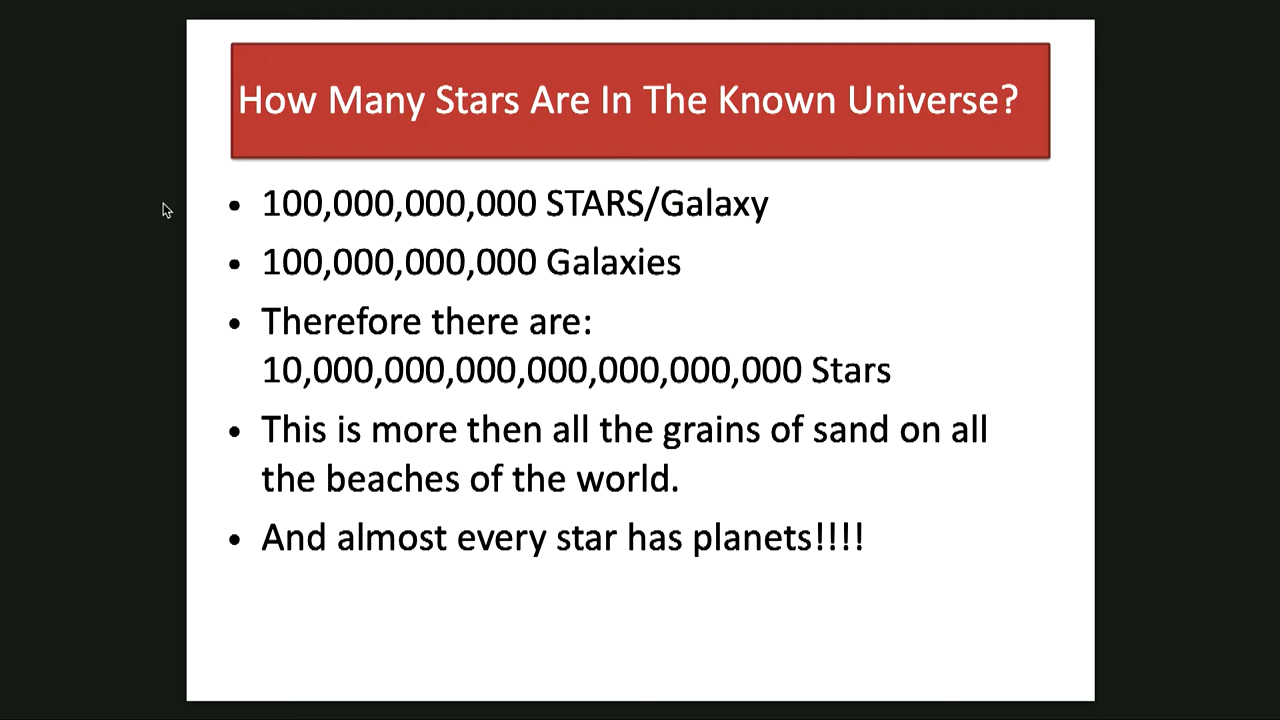 How Many Stars Are In The Known Universe?
• 100,000,000,000 STARS/Galaxy
• 100,000,000,000 Galaxies
• Therefore there are:
10,000,000,000,000,000,000,000 Stars
• This is more then all the grains of sand on all
the beaches of the world.
• And almost every star has planets!!!!